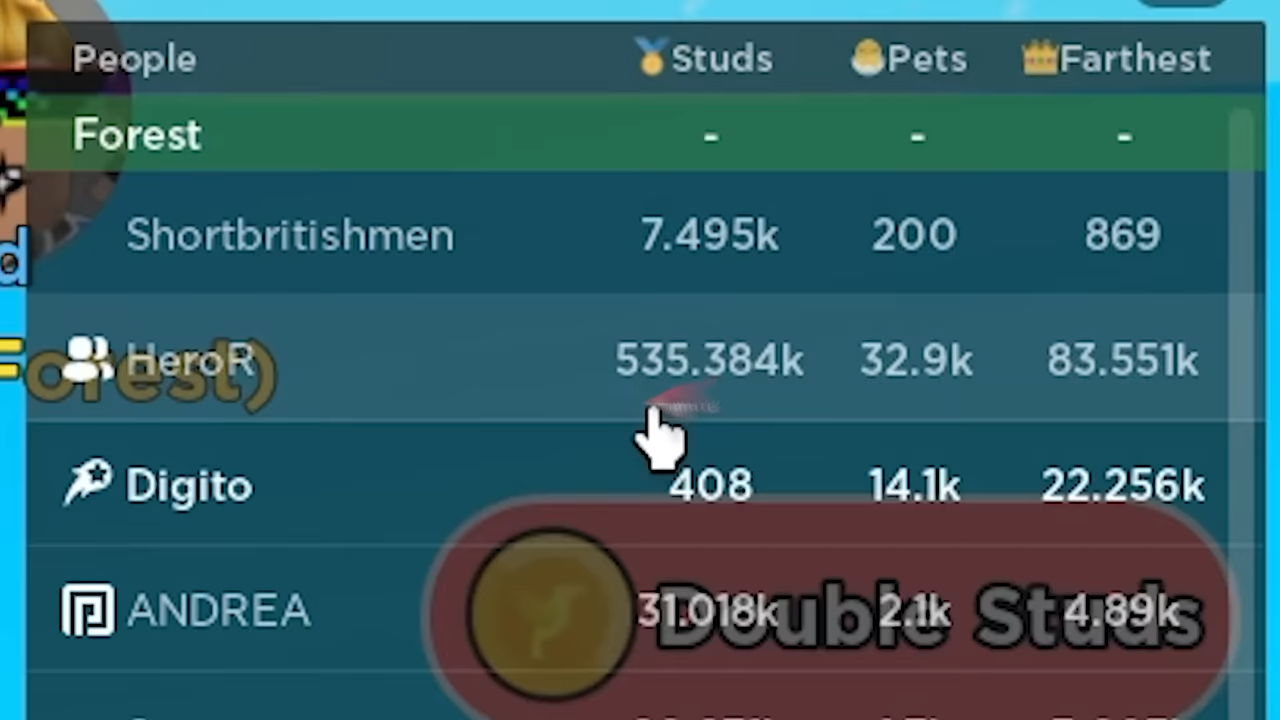 People 🥇Studs 🐣Pets 👑Farthest
Forest - - -
Shortbritishmen 7.495k 200 869
HeroR 535.384k 32.9k 83.551k
Forest)
Digito 408 14.1k 22.256k
ANDREA 31.018k 2.1k 4.89k
Double Studs